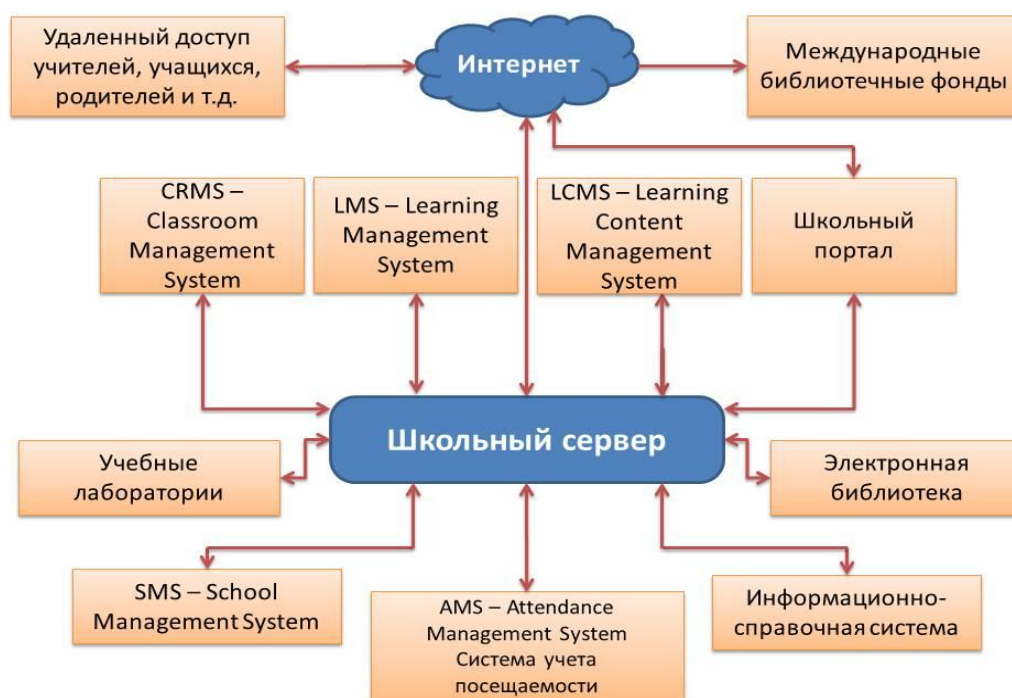 Удаленный доступ
учителей, учащихся,
родителей и т.д.
Интернет
Международные
библиотечные фонды
CRMS –
Classroom
Management
System
LMS – Learning
Management
System
LCMS – Learning
Content
Management
System
Школьный
портал
Школьный сервер
Учебные
лаборатории
Электронная
библиотека
SMS – School
Management System
AMS – Attendance
Management System
Система учета
посещаемости
Информационно-
справочная система